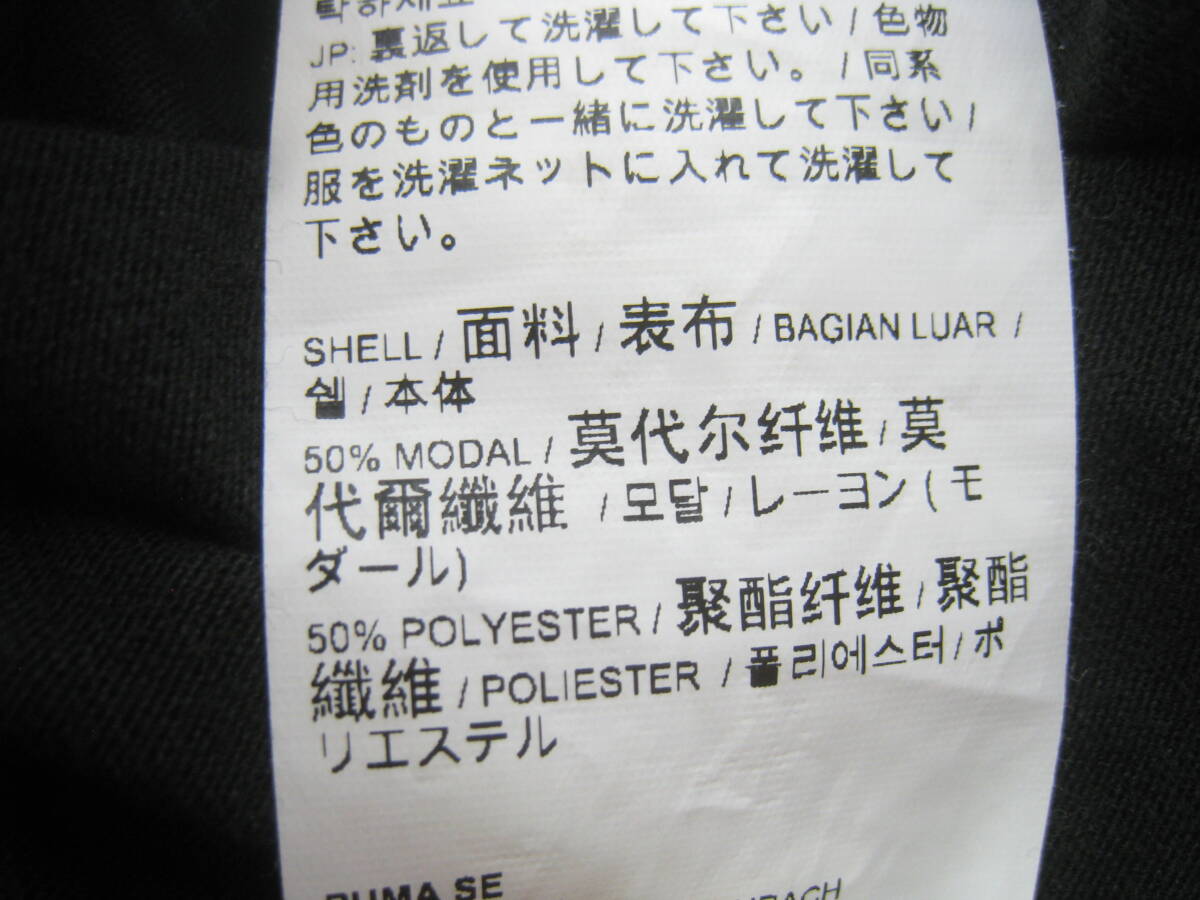 JP: 裏返して洗濯して下さい / 色物
用洗剤を使用して下さい。 / 同系
色のものと一緒に洗濯して下さい /
服を洗濯ネットに入れて洗濯して
下さい。
SHELL / 面料 / 表布 / BAGIAN LUAR /
쉘 / 本体
50% MODAL / 莫代尔纤维 / 莫
代爾纖維 / 모달 / レーヨン ( モ
ダール)
50% POLYESTER / 聚酯纤维 / 聚酯
纖維 / POLIESTER / 폴리에스터 / ポ
リエステル
PUMA SE